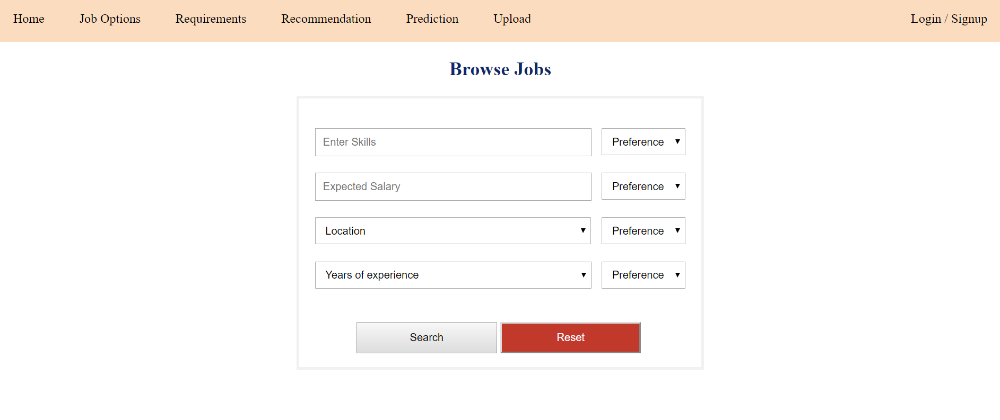 Home Job Options Requirements Recommendation Prediction Upload Login / Signup
Browse Jobs
Enter Skills Preference
Expected Salary Preference
Location Preference
Years of experience Preference
Search Reset